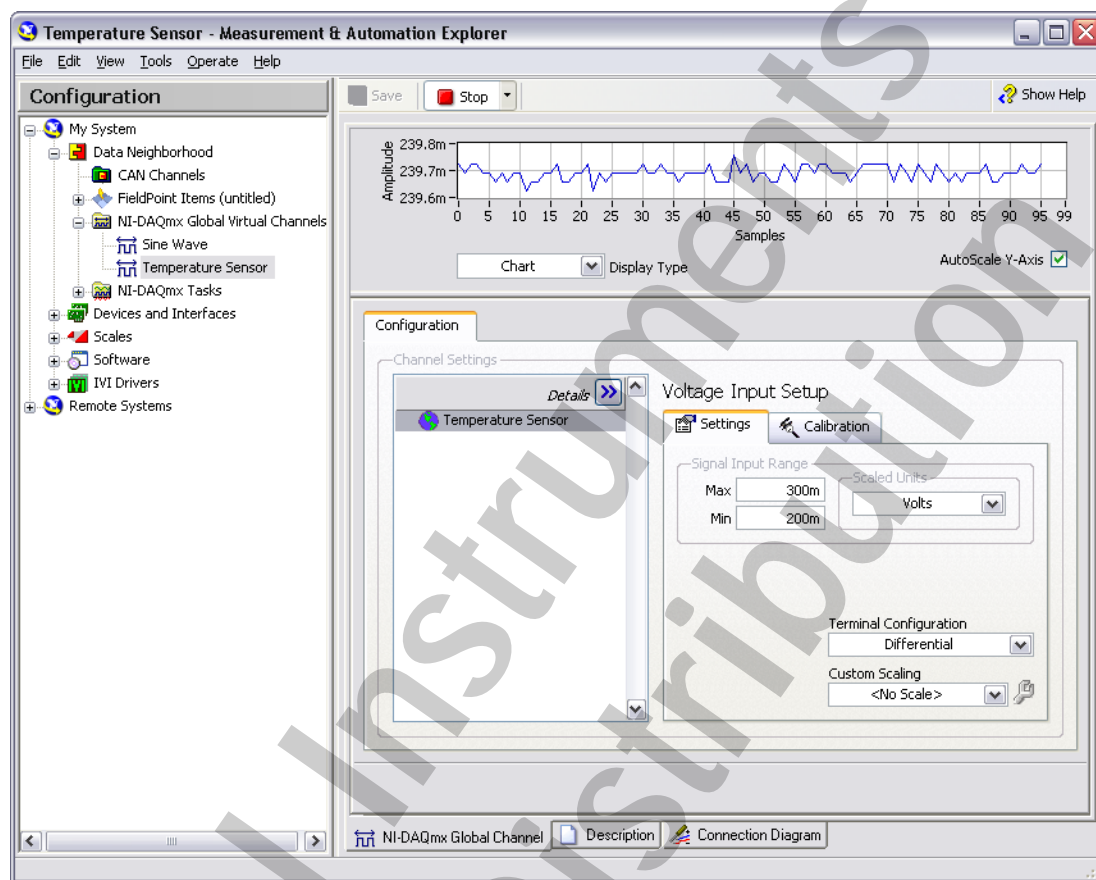 Temperature Sensor - Measurement & Automation Explorer
File Edit View Tools Operate Help
Configuration
My System
Data Neighborhood
CAN Channels
FieldPoint Items (untitled)
NI-DAQmx Global Virtual Channels
Sine Wave
Temperature Sensor
NI-DAQmx Tasks
Devices and Interfaces
Scales
Software
IVI Drivers
Remote Systems
Save Stop Show Help
Amplitude
239.8m
239.7m
239.6m
0 5 10 15 20 25 30 35 40 45 50 55 60 65 70 75 80 85 90 95 99
Samples
Chart Display Type AutoScale Y-Axis
Configuration
Channel Settings
Details
Temperature Sensor
Voltage Input Setup
Settings Calibration
Signal Input Range
Max 300m
Min 200m
Scaled Units
Volts
Terminal Configuration
Differential
Custom Scaling
<No Scale>
NI-DAQmx Global Channel Description Connection Diagram
Instruments
istribution